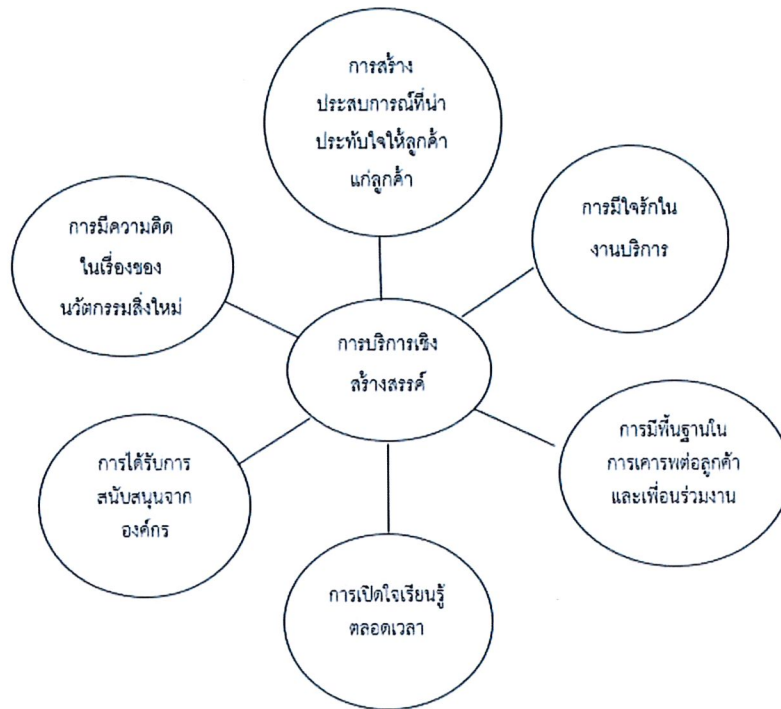 การสร้าง
ประสบการณ์ที่น่า
ประทับใจให้ลูกค้า
แก่ลูกค้า
การมีใจรักใน
งานบริการ
การมีความคิด
ในเรื่องของ
นวัตกรรมสิ่งใหม่
การบริการเชิง
สร้างสรรค์
การมีพื้นฐานใน
การเคารพต่อลูกค้า
และเพื่อนร่วมงาน
การได้รับการ
สนับสนุนจาก
องค์กร
การเปิดใจเรียนรู้
ตลอดเวลา